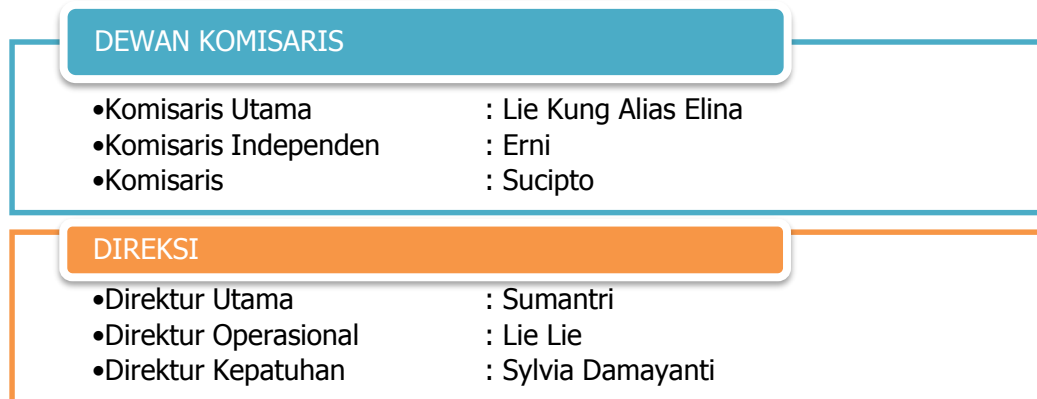 DEWAN KOMISARIS
•Komisaris Utama : Lie Kung Alias Elina
•Komisaris Independen : Erni
•Komisaris : Sucipto
DIREKSI
•Direktur Utama : Sumantri
•Direktur Operasional : Lie Lie
•Direktur Kepatuhan : Sylvia Damayanti